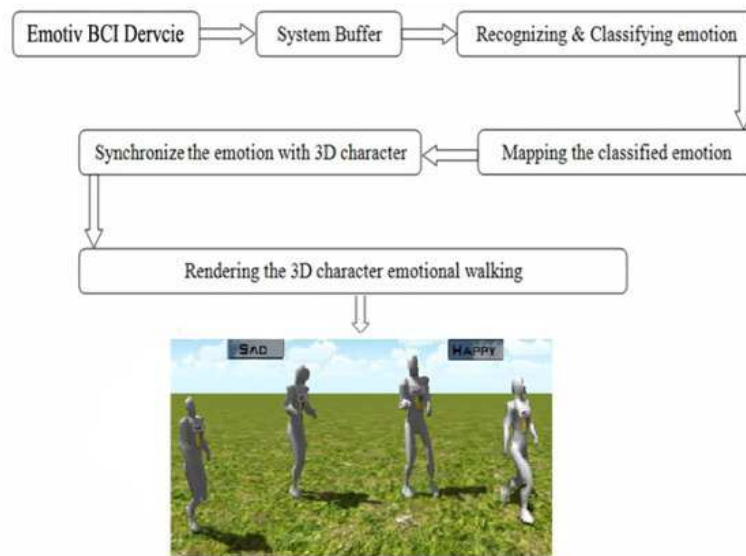 Emotiv BCI Dervcie
System Buffer
Recognizing & Classifying emotion
Synchronize the emotion with 3D character
Mapping the classified emotion
Rendering the 3D character emotional walking
SAD
HAPPY